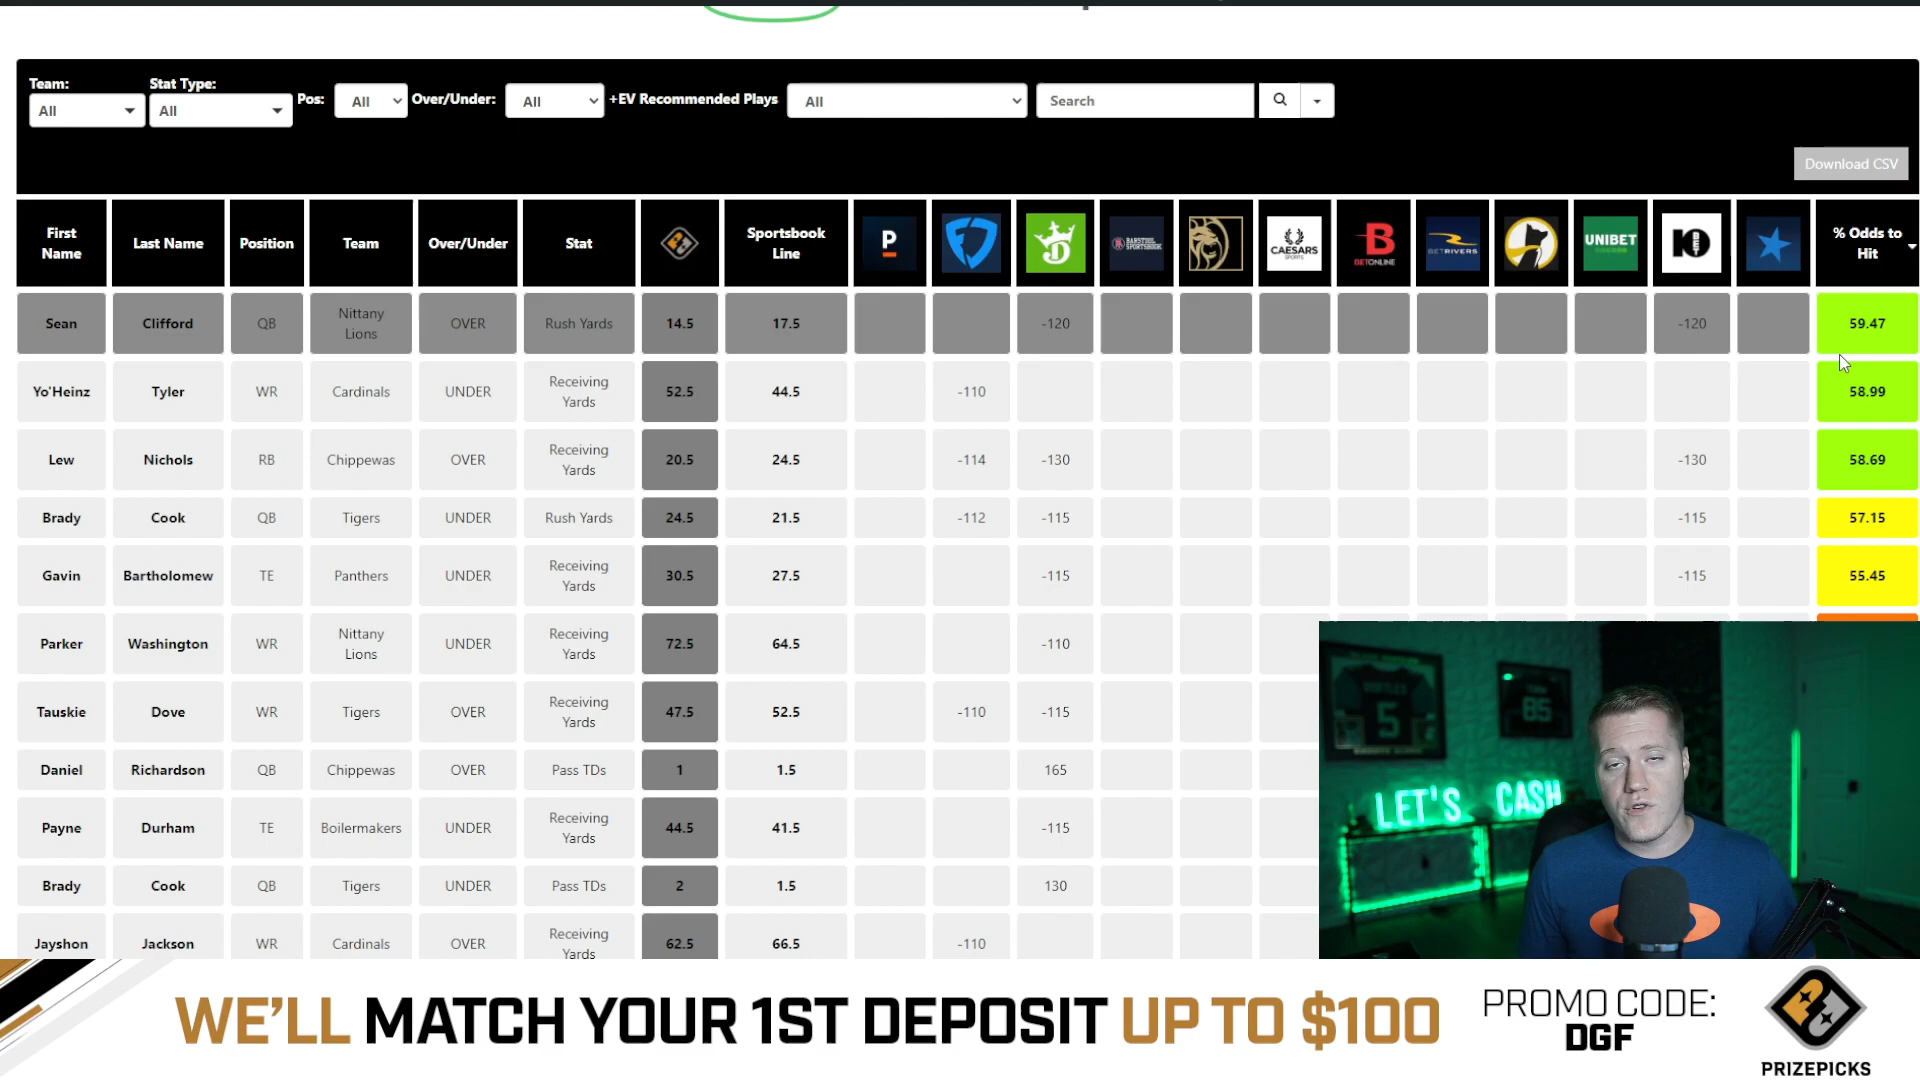 Team:
Stat Type:
All
All
Pos:
All
Over/Under:
All
+EV Recommended Plays
All
Search
Download CSV
First Name
Last Name
Position
Team
Over/Under
Stat
Sportsbook Line
P
BARSTOOL SPORTSBOOK
CAESARS SPORTS
B BETONLINE
BETRIVERS
UNIBET
10 BET
% Odds to Hit
Sean Clifford QB Nittany Lions OVER Rush Yards 14.5 17.5 -120 -120 59.47
Yo'Heinz Tyler WR Cardinals UNDER Receiving Yards 52.5 44.5 -110 58.99
Lew Nichols RB Chippewas OVER Receiving Yards 20.5 24.5 -114 -130 -130 58.69
Brady Cook QB Tigers UNDER Rush Yards 24.5 21.5 -112 -115 -115 57.15
Gavin Bartholomew TE Panthers UNDER Receiving Yards 30.5 27.5 -115 -115 55.45
Parker Washington WR Nittany Lions UNDER Receiving Yards 72.5 64.5 -110
Tauskie Dove WR Tigers OVER Receiving Yards 47.5 52.5 -110 -115
Daniel Richardson QB Chippewas OVER Pass TDs 1 1.5 165
Payne Durham TE Boilermakers UNDER Receiving Yards 44.5 41.5 -115
Brady Cook QB Tigers UNDER Pass TDs 2 1.5 130
Jayshon Jackson WR Cardinals OVER Receiving Yards 62.5 66.5 -110
5
85
LET'S CASH
WE'LL MATCH YOUR 1ST DEPOSIT UP TO $100
PROMO CODE:
DGF
PRIZEPICKS